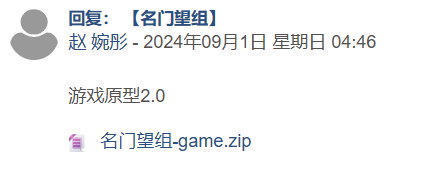 回复： 【名门望组】
赵 婉彤 - 2024年09月1日 星期日 04:46
游戏原型2.0
名门望组-game.zip